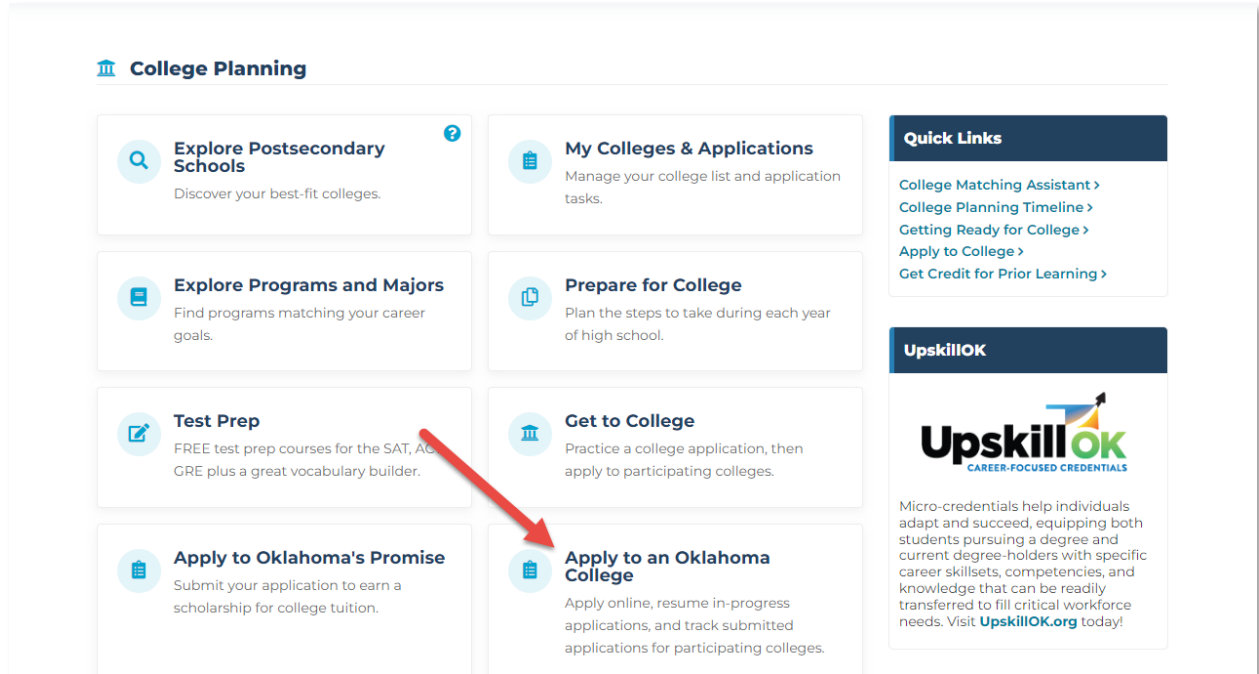 College Planning
Explore Postsecondary
Schools
Discover your best-fit colleges.
My Colleges & Applications
Manage your college list and application
tasks.
Explore Programs and Majors
Find programs matching your career
goals.
Prepare for College
Plan the steps to take during each year
of high school.
Test Prep
FREE test prep courses for the SAT,
GRE plus a great vocabulary builder.
Get to College
Practice a college application, then
apply to participating colleges.
Apply to Oklahoma's Promise
Submit your application to earn a
scholarship for college tuition.
Apply to an Oklahoma
College
Apply online, resume in-progress
applications, and track submitted
applications for participating colleges.
Quick Links
College Matching Assistant >
College Planning Timeline >
Getting Ready for College >
Apply to College >
Get Credit for Prior Learning >
UpskillOK
UpskillOK
CAREER-FOCUSED CREDENTIALS
Micro-credentials help individuals
adapt and succeed, equipping both
students pursuing a degree and
current degree-holders with specific
career skillsets, competencies, and
knowledge that can be readily
transferred to fill critical workforce
needs. Visit UpskillOK.org today!